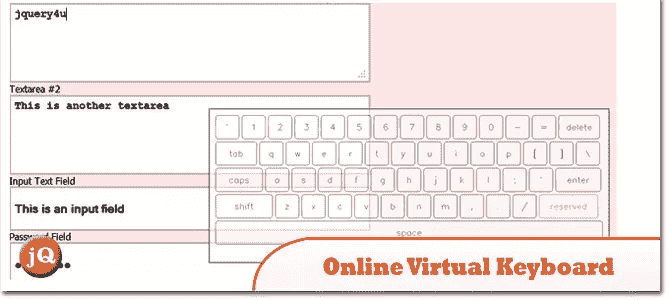 jquery4u
Textarea #2
This is another textarea
` 1 2 3 4 5 6 7 8 9 0 - = delete
tab q w e r t y u i o p [ ] \
caps a s d f g h j k l ; ' enter
shift z x c v b n m , . / reserved
space
Input Text Field
This is an input field
Password Field
jQ
Online Virtual Keyboard